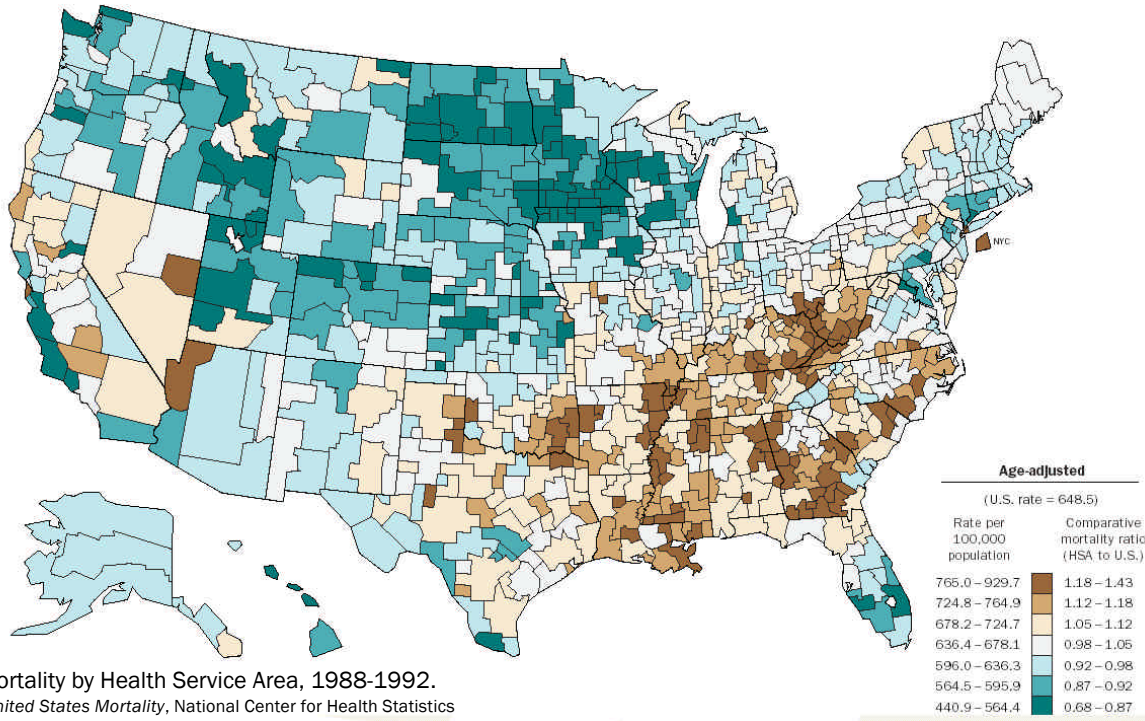 NYC
Age-adjusted
(U.S. rate = 648.5)
Rate per Comparative
100,000 mortality ratio
population (HSA to U.S.)
765.0 – 929.7 1.18 – 1.43
724.8 – 764.9 1.12 – 1.18
678.2 – 724.7 1.05 – 1.12
636.4 – 678.1 0.98 – 1.05
596.0 – 636.3 0.92 – 0.98
564.5 – 595.9 0.87 – 0.92
440.9 – 564.4 0.68 – 0.87
ortality by Health Service Area, 1988-1992.
nited States Mortality, National Center for Health Statistics